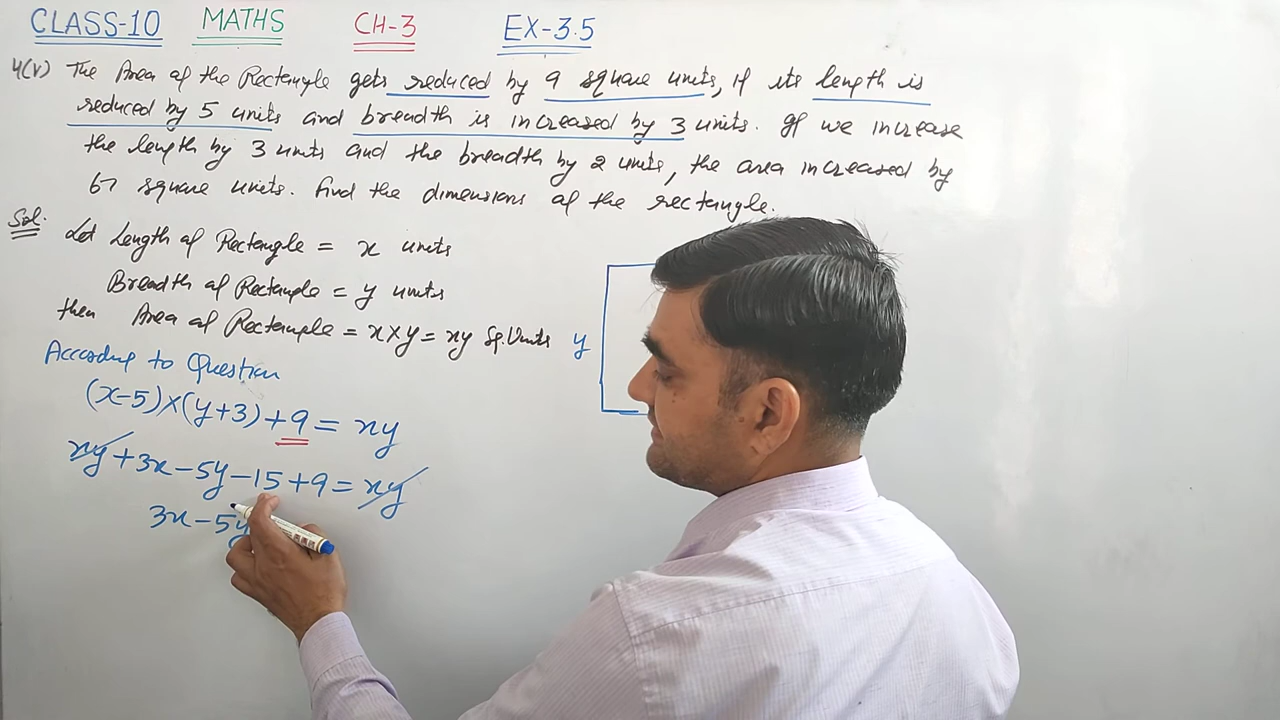 CLASS-10 MATHS CH-3 EX-3.5
4(v) The Area of the Rectangle gets reduced by 9 square units, if its length is
reduced by 5 units and breadth is increased by 3 units. If we increase
the length by 3 units and the breadth by 2 units, the area increased by
67 square units. find the dimensions of the rectangle.
Sol. Let Length of Rectangle = x units
Breadth of Rectangle = y units
then Area of Rectangle = x×y = xy Sq.Units y
According to Question
(x-5)×(y+3)+9 = xy
xy+3x-5y-15+9 = xy
3x-5y